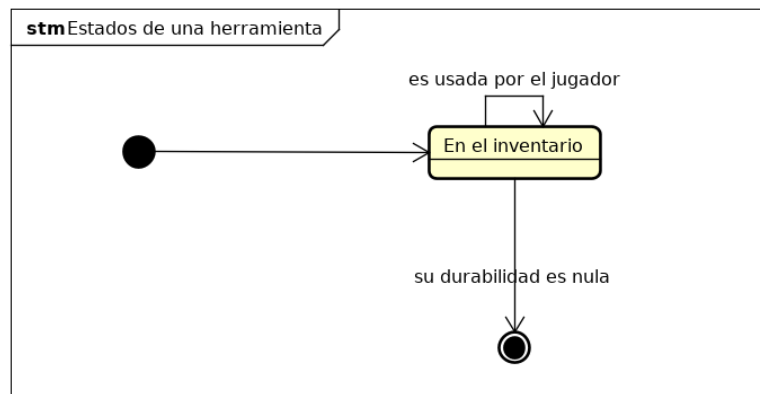 stm Estados de una herramienta
es usada por el jugador
En el inventario
su durabilidad es nula